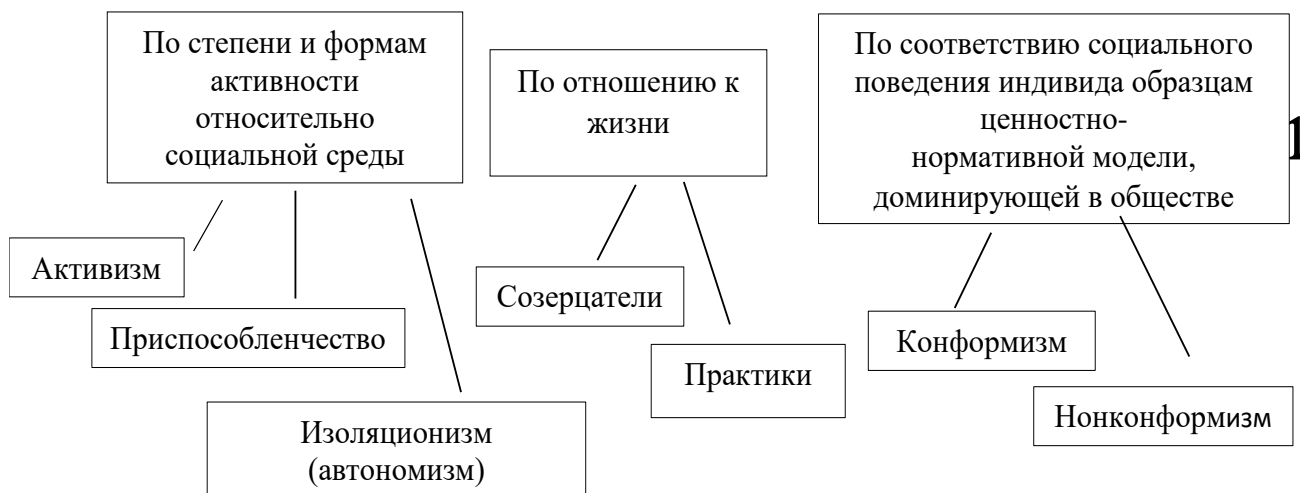 По степени и формам
активности
относительно
социальной среды
По отношению к
жизни
По соответствию социального
поведения индивида образцам
ценностно-
нормативной модели,
доминирующей в обществе
1
Активизм
Приспособленчество
Изоляционизм
(автономизм)
Созерцатели
Практики
Конформизм
Нонконформизм